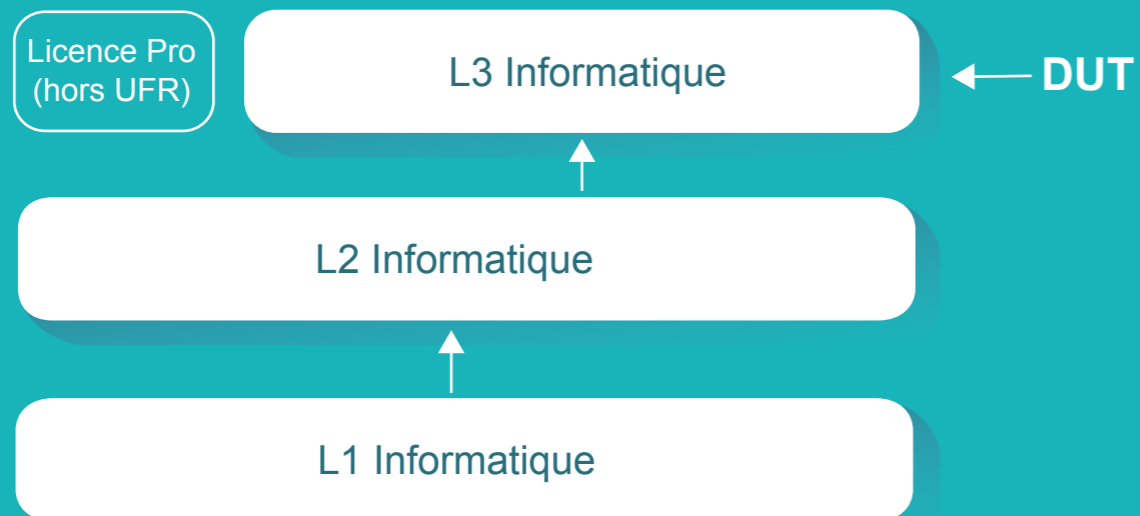 Licence Pro
(hors UFR)
L3 Informatique
DUT
L2 Informatique
L1 Informatique